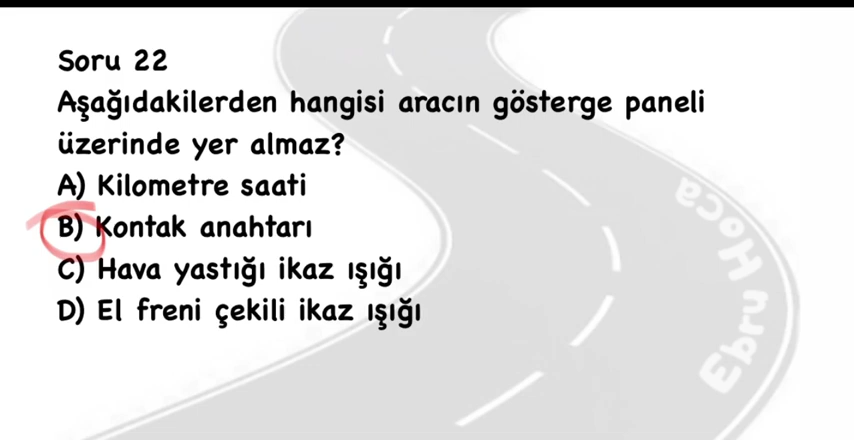 Soru 22
Aşağıdakilerden hangisi aracın gösterge paneli
üzerinde yer almaz?
A) Kilometre saati
B) Kontak anahtarı
C) Hava yastığı ikaz ışığı
D) El freni çekili ikaz ışığı
Ebru Hoca